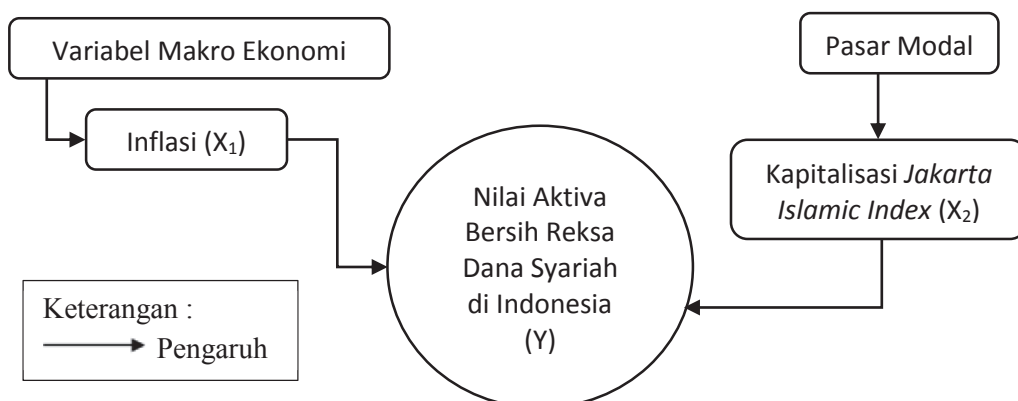 Variabel Makro Ekonomi
Pasar Modal
Inflasi (X₁)
Kapitalisasi Jakarta
Islamic Index (X₂)
Nilai Aktiva
Bersih Reksa
Dana Syariah
di Indonesia
(Y)
Keterangan :
Pengaruh